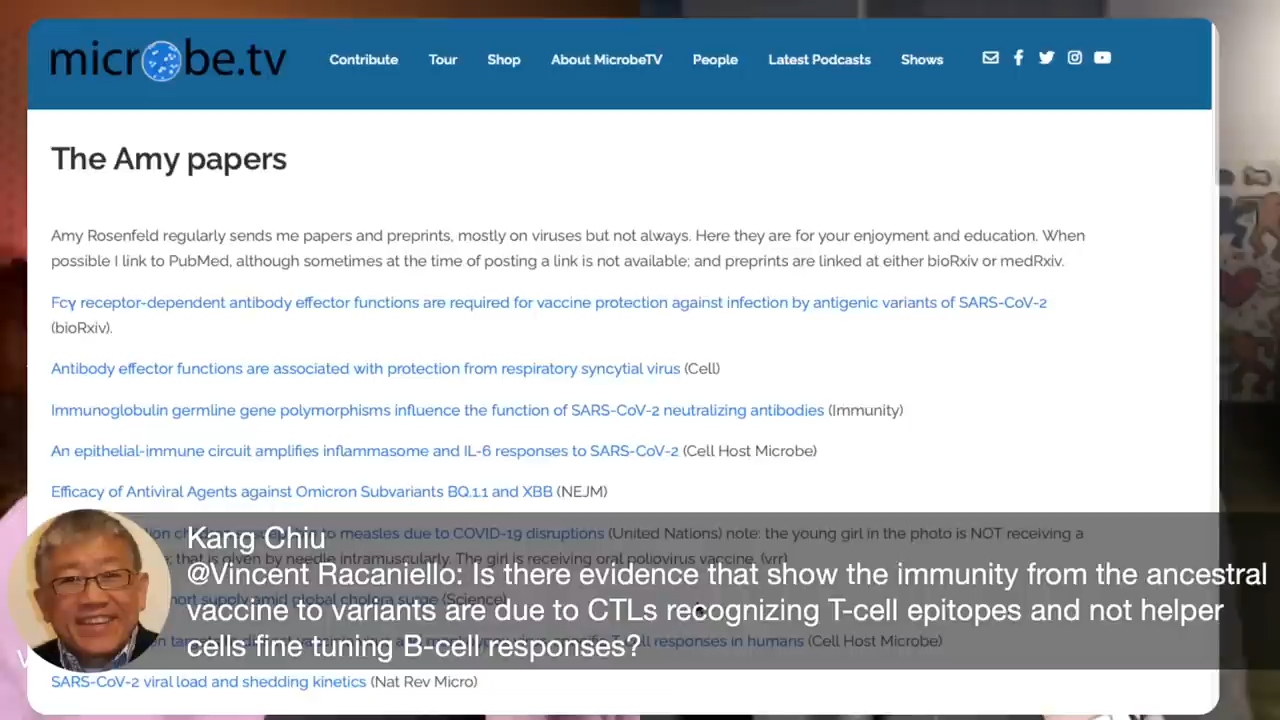 microbe.tv
Contribute Tour Shop About MicrobeTV People Latest Podcasts Shows
The Amy papers
Amy Rosenfeld regularly sends me papers and preprints, mostly on viruses but not always. Here they are for your enjoyment and education. When
possible I link to PubMed, although sometimes at the time of posting a link is not available; and preprints are linked at either bioRxiv or medRxiv.
Fcγ receptor-dependent antibody effector functions are required for vaccine protection against infection by antigenic variants of SARS-CoV-2
(bioRxiv).
Antibody effector functions are associated with protection from respiratory syncytial virus (Cell)
Immunoglobulin germline gene polymorphisms influence the function of SARS-CoV-2 neutralizing antibodies (Immunity)
An epithelial-immune circuit amplifies inflammasome and IL-6 responses to SARS-CoV-2 (Cell Host Microbe)
Efficacy of Antiviral Agents against Omicron Subvariants BQ.1.1 and XBB (NEJM)
to measles due to COVID-19 disruptions (United Nations) note: the young girl in the photo is NOT receiving a
that is given by needle intramuscularly. The girl is receiving oral poliovirus vaccine. (vrr)
supply amid global cholera surge (Science)
responses in humans (Cell Host Microbe)
SARS-CoV-2 viral load and shedding kinetics (Nat Rev Micro)
Kang Chiu
@Vincent Racaniello: Is there evidence that show the immunity from the ancestral
vaccine to variants are due to CTLs recognizing T-cell epitopes and not helper
cells fine tuning B-cell responses?